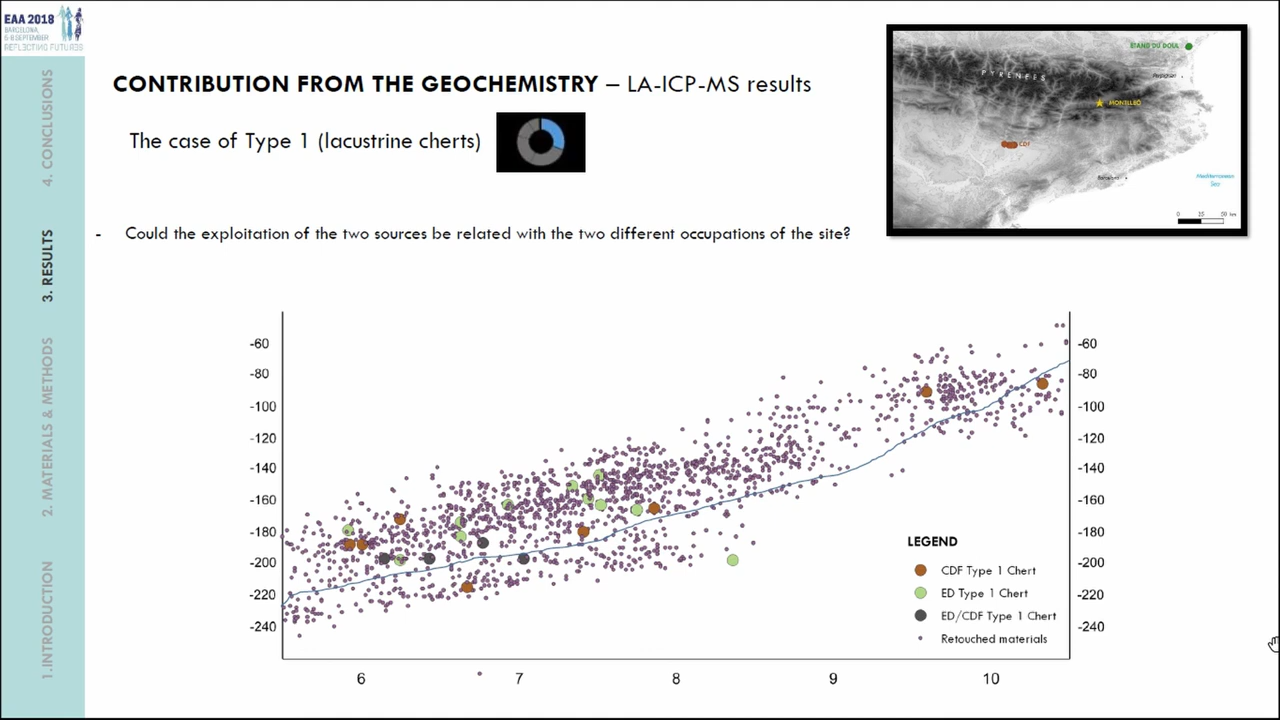 EAA 2018
BARCELONA,
5-8 SEPTEMBER
REFLECTING FUTURES
4. CONCLUSIONS
3. RESULTS
2. MATERIALS & METHODS
1.INTRODUCTION
CONTRIBUTION FROM THE GEOCHEMISTRY – LA-ICP-MS results
The case of Type 1 (lacustrine cherts)
- Could the exploitation of the two sources be related with the two different occupations of the site?
ETANG DU DOUL
PYRENEES
Perpignan
MONTLLEÓ
CDF
Barcelona
Mediterranean
Sea
0 25 50 km
-60 -60
-80 -80
-100 -100
-120 -120
-140 -140
-160 -160
-180 -180
-200 -200
-220 -220
-240 -240
6 7 8 9 10
LEGEND
CDF Type 1 Chert
ED Type 1 Chert
ED/CDF Type 1 Chert
Retouched materials